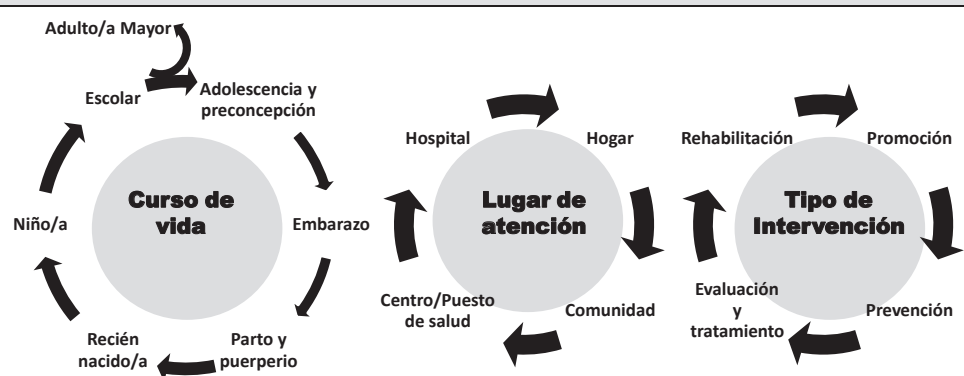 Adulto/a Mayor
Escolar
Adolescencia y
preconcepción
Curso de
vida
Niño/a
Embarazo
Recién
nacido/a
Parto y
puerperio
Hospital
Hogar
Lugar de
atención
Centro/Puesto
de salud
Comunidad
Rehabilitación
Promoción
Tipo de
Intervención
Evaluación
y
tratamiento
Prevención